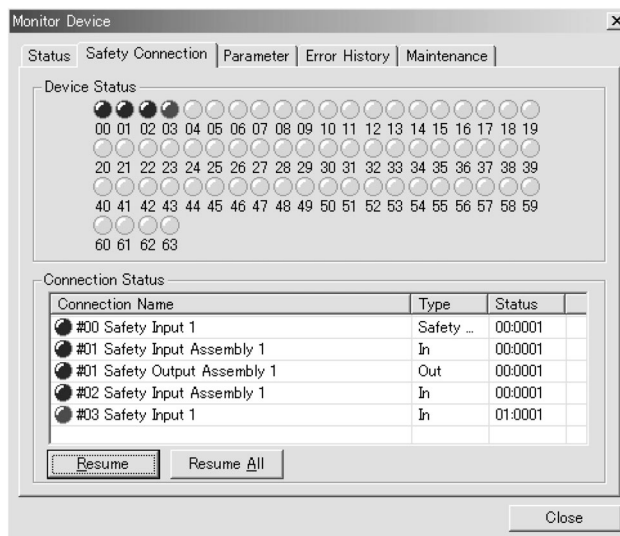 Monitor Device
Status Safety Connection Parameter Error History Maintenance
Device Status
00 01 02 03 04 05 06 07 08 09 10 11 12 13 14 15 16 17 18 19
20 21 22 23 24 25 26 27 28 29 30 31 32 33 34 35 36 37 38 39
40 41 42 43 44 45 46 47 48 49 50 51 52 53 54 55 56 57 58 59
60 61 62 63
Connection Status
Connection Name Type Status
#00 Safety Input 1 Safety ... 00:0001
#01 Safety Input Assembly 1 In 00:0001
#01 Safety Output Assembly 1 Out 00:0001
#02 Safety Input Assembly 1 In 00:0001
#03 Safety Input 1 In 01:0001
Resume Resume All
Close